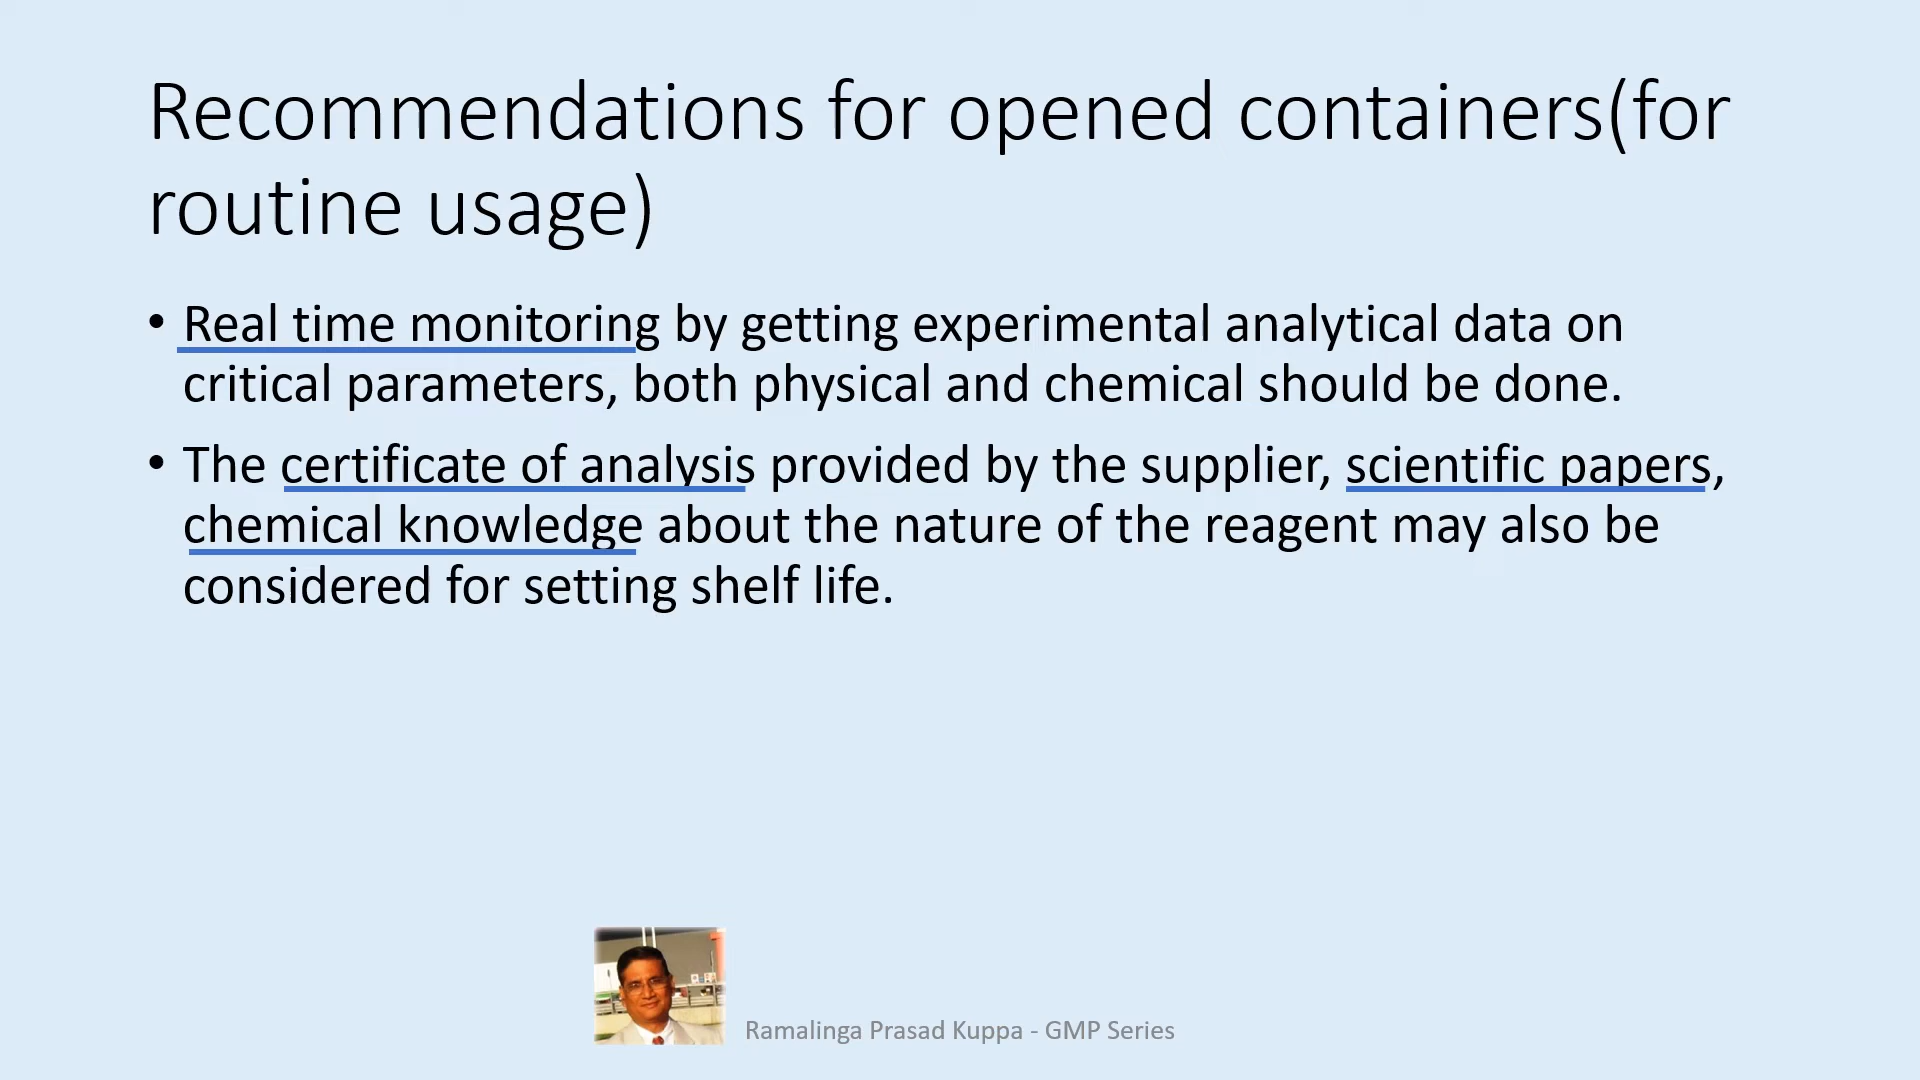 Recommendations for opened containers(for
routine usage)
• Real time monitoring by getting experimental analytical data on
critical parameters, both physical and chemical should be done.
• The certificate of analysis provided by the supplier, scientific papers,
chemical knowledge about the nature of the reagent may also be
considered for setting shelf life.
Ramalinga Prasad Kuppa - GMP Series